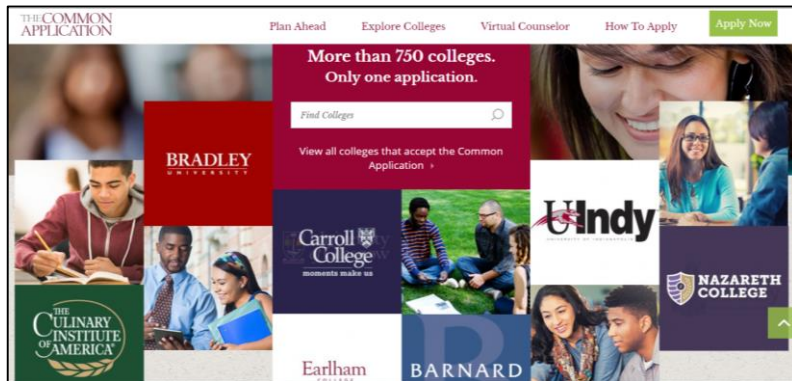 THE COMMON
APPLICATION
Plan Ahead
Explore Colleges
Virtual Counselor
How To Apply
Apply Now
More than 750 colleges.
Only one application.
Find Colleges
View all colleges that accept the Common
Application ›
BRADLEY
UNIVERSITY
Carroll
College
moments make us
UIndy
UNIVERSITY OF INDIANAPOLIS
NAZARETH
COLLEGE
THE
CULINARY
INSTITUTE
OF AMERICA®
Earlham
COLLEGE
BARNARD